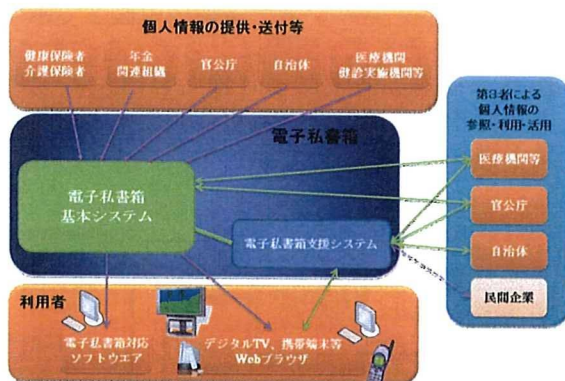 個人情報の提供・送付等
健康保険者
介護保険者
年金
関連組織
官公庁
自治体
医療機関
健診実施機関等
第3者による
個人情報の
参照・利用・活用
医療機関等
官公庁
自治体
民間企業
電子私書箱
電子私書箱
基本システム
電子私書箱支援システム
利用者
電子私書箱対応
ソフトウエア
デジタルTV、携帯端末等
Webブラウザ